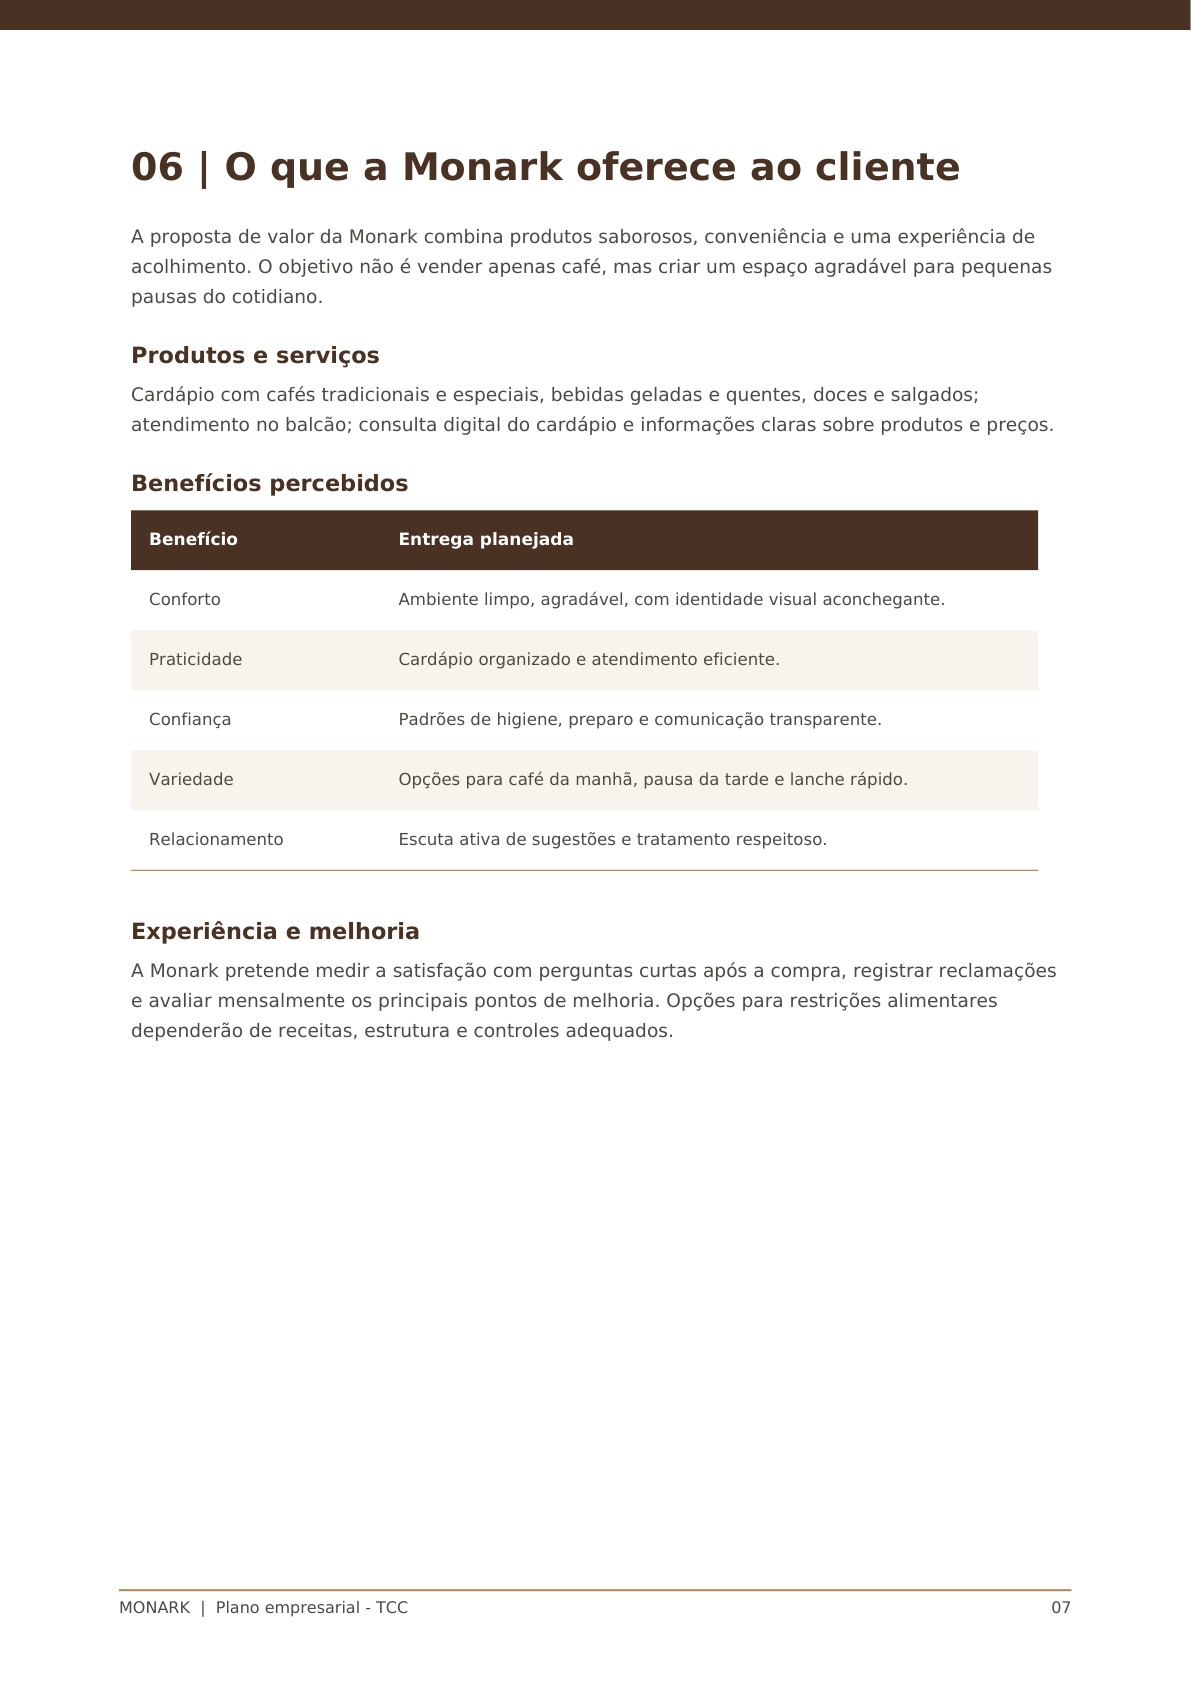 06 | O que a Monark oferece ao cliente
A proposta de valor da Monark combina produtos saborosos, conveniência e uma experiência de
acolhimento. O objetivo não é vender apenas café, mas criar um espaço agradável para pequenas
pausas do cotidiano.
Produtos e serviços
Cardápio com cafés tradicionais e especiais, bebidas geladas e quentes, doces e salgados;
atendimento no balcão; consulta digital do cardápio e informações claras sobre produtos e preços.
Benefícios percebidos
Benefício Entrega planejada
Conforto Ambiente limpo, agradável, com identidade visual aconchegante.
Praticidade Cardápio organizado e atendimento eficiente.
Confiança Padrões de higiene, preparo e comunicação transparente.
Variedade Opções para café da manhã, pausa da tarde e lanche rápido.
Relacionamento Escuta ativa de sugestões e tratamento respeitoso.
Experiência e melhoria
A Monark pretende medir a satisfação com perguntas curtas após a compra, registrar reclamações
e avaliar mensalmente os principais pontos de melhoria. Opções para restrições alimentares
dependerão de receitas, estrutura e controles adequados.
MONARK | Plano empresarial - TCC 07